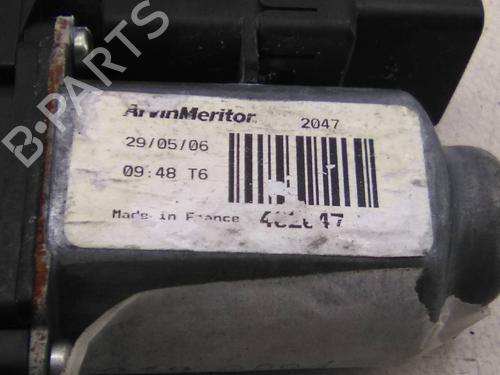 B-PARTS
ArvinMeritor 2047
29/05/06
09:48 T6
Made in France